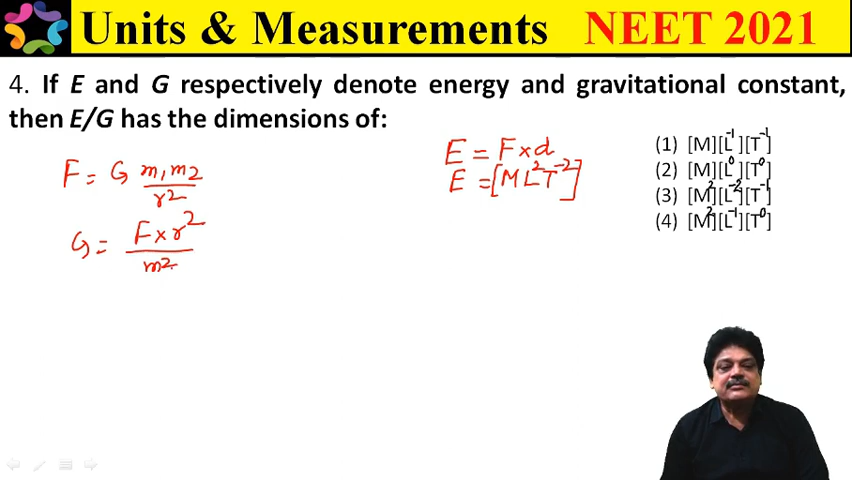 Units & Measurements NEET 2021
4. If E and G respectively denote energy and gravitational constant,
then E/G has the dimensions of:
F = G m₁m₂ / r²
G = F × r² / m²
E = F × d
E = [M L² T⁻²]
(1) [M][L⁻¹][T⁻¹]
(2) [M][L⁰][T⁰]
(3) [M²][L⁻²][T⁻¹]
(4) [M²][L⁻¹][T⁰]